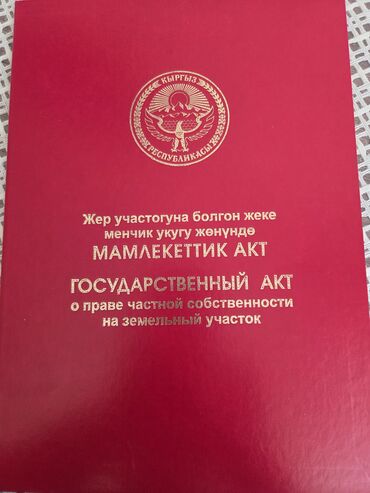 КЫРГЫЗ
РЕСПУБЛИКАСЫ
Жер участогуна болгон жеке
менчик укугу жөнүндө
МАМЛЕКЕТТИК АКТ
ГОСУДАРСТВЕННЫЙ АКТ
о праве частной собственности
на земельный участок